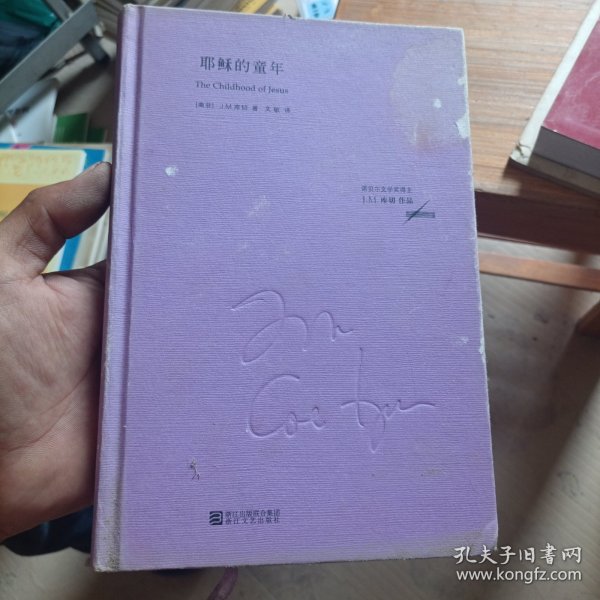 耶稣的童年
The Childhood of Jesus
[南非] J.M.库切 著 文敏 译
诺贝尔文学奖得主
J.M. 库切 作品
浙江出版联合集团
浙江文艺出版社
孔夫子旧书网
www.kongfz.com